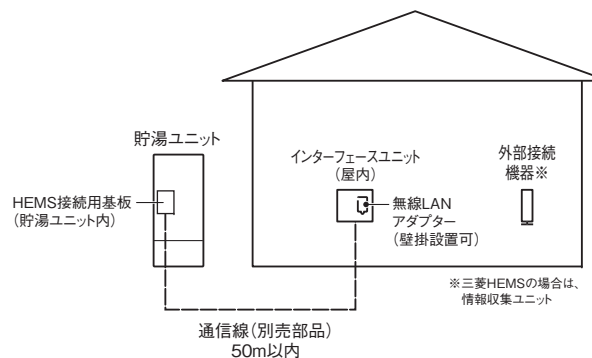 貯湯ユニット
HEMS接続用基板
(貯湯ユニット内)
インターフェースユニット
(屋内)
無線LAN
アダプター
(壁掛設置可)
外部接続
機器※
※三菱HEMSの場合は、
情報収集ユニット
通信線(別売部品)
50m以内